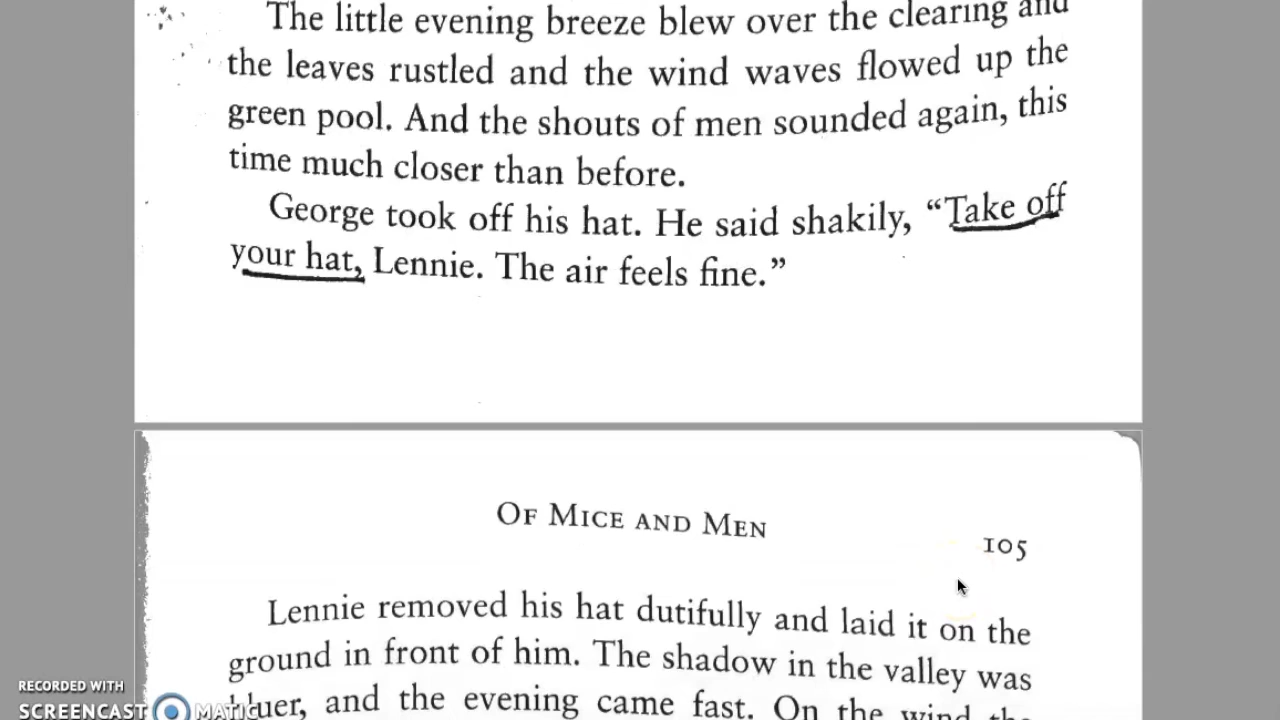 The little evening breeze blew over the clearing and
the leaves rustled and the wind waves flowed up the
green pool. And the shouts of men sounded again, this
time much closer than before.
George took off his hat. He said shakily, “Take off
your hat, Lennie. The air feels fine.”
OF MICE AND MEN
105
Lennie removed his hat dutifully and laid it on the
ground in front of him. The shadow in the valley was
and the evening came fast. On the wind the
RECORDED WITH
SCREENCAST MATIC